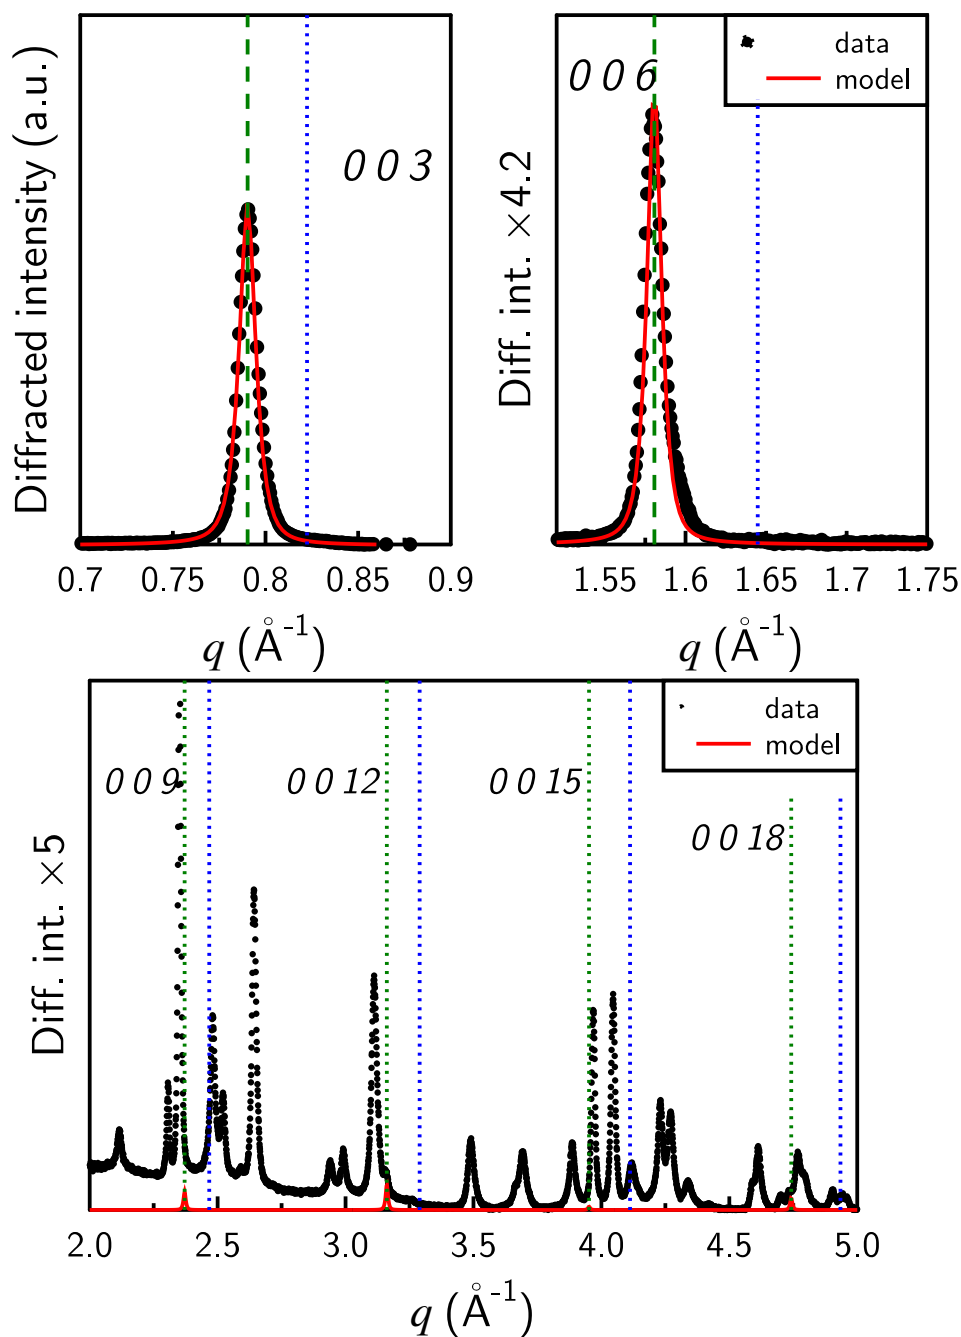 Diffracted intensity (a.u.)
0 0 3
0.7 0.75 0.8 0.85 0.9
q (Å-1)
Diff. int. ×4.2
0 0 6
data
model
1.55 1.6 1.65 1.7 1.75
q (Å-1)
Diff. int. ×5
data
model
0 0 9 0 0 12 0 0 15
0 0 18
2.0 2.5 3.0 3.5 4.0 4.5 5.0
q (Å-1)